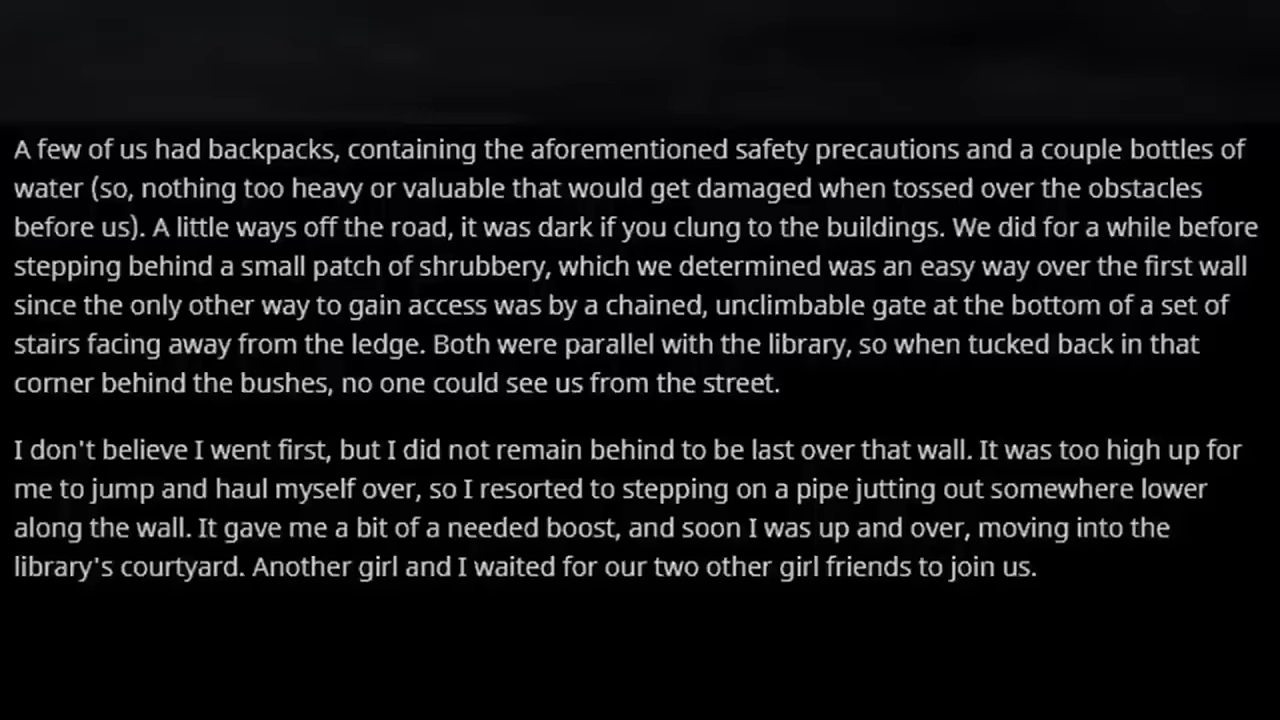 A few of us had backpacks, containing the aforementioned safety precautions and a couple bottles of
water (so, nothing too heavy or valuable that would get damaged when tossed over the obstacles
before us). A little ways off the road, it was dark if you clung to the buildings. We did for a while before
stepping behind a small patch of shrubbery, which we determined was an easy way over the first wall
since the only other way to gain access was by a chained, unclimbable gate at the bottom of a set of
stairs facing away from the ledge. Both were parallel with the library, so when tucked back in that
corner behind the bushes, no one could see us from the street.
I don't believe I went first, but I did not remain behind to be last over that wall. It was too high up for
me to jump and haul myself over, so I resorted to stepping on a pipe jutting out somewhere lower
along the wall. It gave me a bit of a needed boost, and soon I was up and over, moving into the
library's courtyard. Another girl and I waited for our two other girl friends to join us.